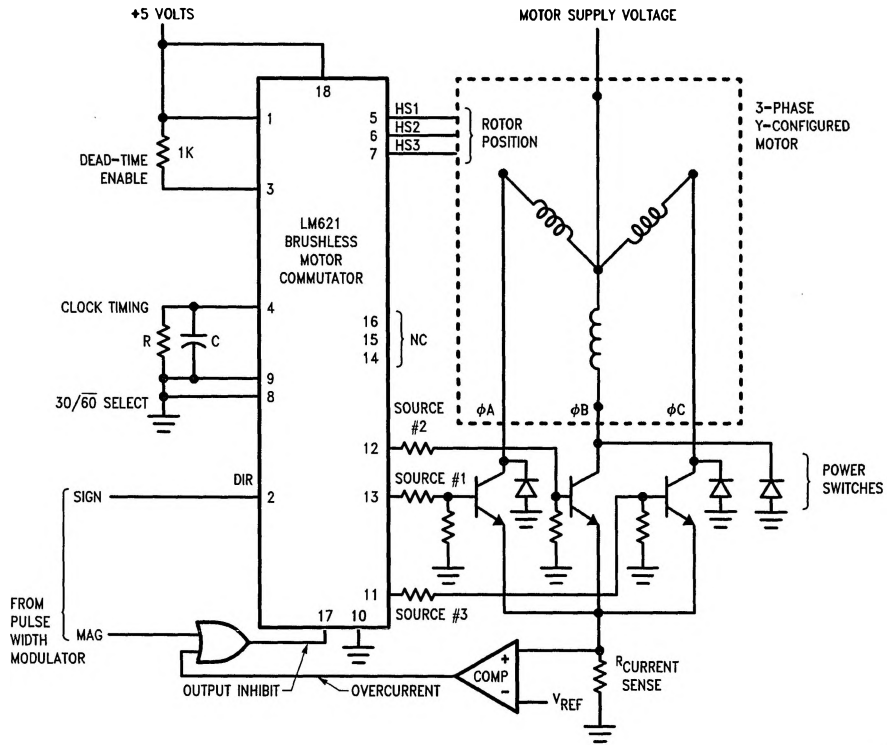 +5 VOLTS
MOTOR SUPPLY VOLTAGE
18
1
1K
DEAD-TIME
ENABLE
3
5
HS1
6
HS2
7
HS3
ROTOR
POSITION
3-PHASE
Y-CONFIGURED
MOTOR
LM621
BRUSHLESS
MOTOR
COMMUTATOR
CLOCK TIMING
4
R
C
9
8
30/6̅0̅ SELECT
16
15
14
NC
SOURCE
#2
ϕA
ϕB
ϕC
12
SOURCE #1
13
POWER
SWITCHES
DIR
2
SIGN
11
SOURCE #3
FROM
PULSE
WIDTH
MODULATOR
MAG
17
10
OUTPUT INHIBIT
OVERCURRENT
COMP
+
−
VREF
RCURRENT
SENSE